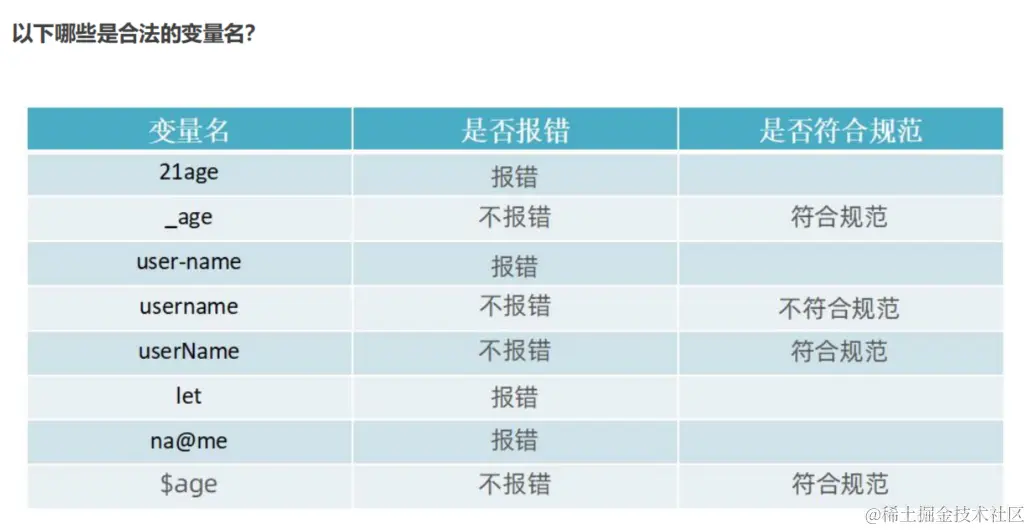 以下哪些是合法的变量名?
变量名 是否报错 是否符合规范
21age 报错
_age 不报错 符合规范
user-name 报错
username 不报错 不符合规范
userName 不报错 符合规范
let 报错
na@me 报错
$age 不报错 符合规范
@稀土掘金技术社区